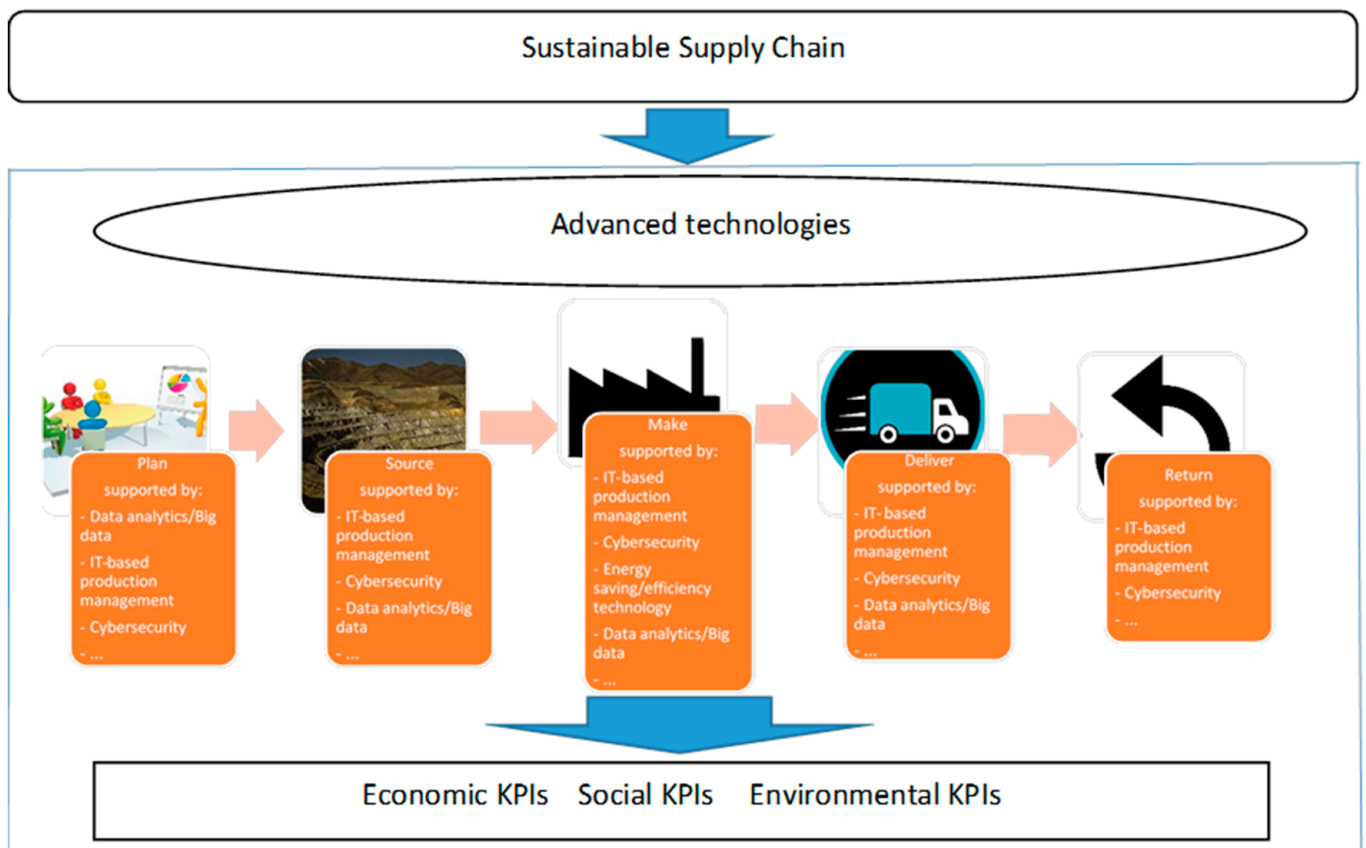 Sustainable Supply Chain
Advanced technologies
Plan
supported by:
- Data analytics/Big
data
- IT-based
production
management
- Cybersecurity
- ...
Source
supported by:
- IT-based
production
management
- Cybersecurity
- Data analytics/Big
data
- ...
Make
supported by:
- IT-based
production
management
- Cybersecurity
- Energy
saving/efficiency
technology
- Data analytics/Big
data
- ...
Deliver
supported by:
- IT- based
production
management
- Cybersecurity
- Data analytics/Big
data
- ...
Return
supported by:
- IT-based
production
management
- Cybersecurity
- ...
Economic KPIs Social KPIs Environmental KPIs